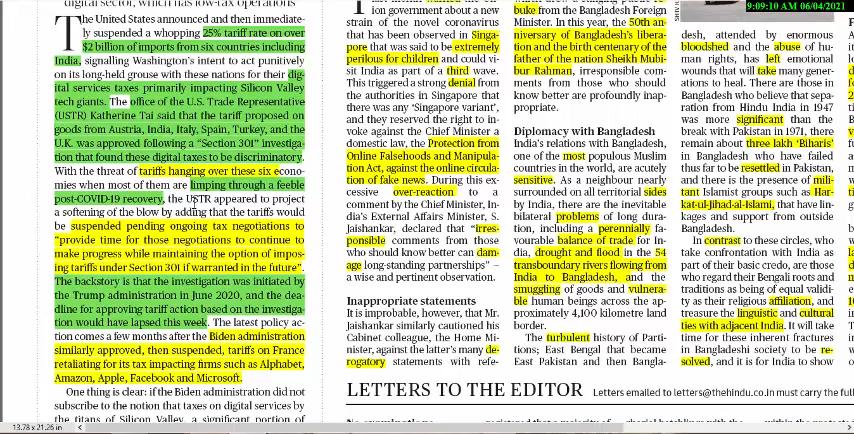 digital sector, which has low-tax operations
The United States announced and then immediate-
ly suspended a whopping 25% tariff rate on over
$2 billion of imports from six countries including
India, signalling Washington's intent to act punitively
on its long-held grouse with these nations for their dig-
ital services taxes primarily impacting Silicon Valley
tech giants. The office of the U.S. Trade Representative
(USTR) Katherine Tai said that the tariff proposed on
goods from Austria, India, Italy, Spain, Turkey, and the
U.K. was approved following a “Section 301” investiga-
tion that found these digital taxes to be discriminatory.
With the threat of tariffs hanging over these six econo-
mies when most of them are limping through a feeble
post-COVID-19 recovery, the USTR appeared to project
a softening of the blow by adding that the tariffs would
be suspended pending ongoing tax negotiations to
“provide time for those negotiations to continue to
make progress while maintaining the option of impos-
ing tariffs under Section 301 if warranted in the future”.
The backstory is that the investigation was initiated by
the Trump administration in June 2020, and the dea-
dline for approving tariff action based on the investiga-
tion would have lapsed this week. The latest policy ac-
tion comes a few months after the Biden administration
similarly approved, then suspended, tariffs on France
retaliating for its tax impacting firms such as Alphabet,
Amazon, Apple, Facebook and Microsoft.
One thing is clear: if the Biden administration did not
subscribe to the notion that taxes on digital services by
the titans of Silicon Valley, a significant portion of
ion government about a new
strain of the novel coronavirus
that has been observed in Singa-
pore that was said to be extremely
perilous for children and could vi-
sit India as part of a third wave.
This triggered a strong denial from
the authorities in Singapore that
there was any ‘Singapore variant’,
and they reserved the right to in-
voke against the Chief Minister a
domestic law, the Protection from
Online Falsehoods and Manipula-
tion Act, against the online circula-
tion of fake news. During this ex-
cessive over-reaction to a
comment by the Chief Minister, In-
dia's External Affairs Minister, S.
Jaishankar, declared that “irres-
ponsible comments from those
who should know better can dam-
age long-standing partnerships” –
a wise and pertinent observation.
Inappropriate statements
It is improbable, however, that Mr.
Jaishankar similarly cautioned his
Cabinet colleague, the Home Mi-
nister, against the latter's many de-
rogatory statements with refe-
buke from the Bangladesh Foreign
Minister. In this year, the 50th an-
niversary of Bangladesh's libera-
tion and the birth centenary of the
father of the nation Sheikh Mubi-
bur Rahman, irresponsible com-
ments from those who should
know better are profoundly inap-
propriate.
Diplomacy with Bangladesh
India's relations with Bangladesh,
one of the most populous Muslim
countries in the world, are acutely
sensitive. As a neighbour nearly
surrounded on all territorial sides
by India, there are the inevitable
bilateral problems of long dura-
tion, including a perennially fa-
vourable balance of trade for In-
dia, drought and flood in the 54
transboundary rivers flowing from
India to Bangladesh, and the
smuggling of goods and vulnera-
ble human beings across the ap-
proximately 4,100 kilometre land
border.
The turbulent history of Parti-
tions; East Bengal that became
East Pakistan and then Bangla-
9:09:10 AM 06/04/2021
desh, attended by enormous
bloodshed and the abuse of hu-
man rights, has left emotional
wounds that will take many gener-
ations to heal. There are those in
Bangladesh who believe that sepa-
ration from Hindu India in 1947
was more significant than the
break with Pakistan in 1971, there
remain about three lakh ‘Biharis’
in Bangladesh who have failed
thus far to be resettled in Pakistan,
and there is the presence of mili-
tant Islamist groups such as Har-
kat-ul-Jihad-al-Islami, that have lin-
kages and support from outside
Bangladesh.
In contrast to these circles, who
take confrontation with India as
part of their basic credo, are those
who regard their Bengali roots and
traditions as being of equal validi-
ty as their religious affiliation, and
treasure the linguistic and cultural
ties with adjacent India. It will take
time for these inherent fractures
in Bangladeshi society to be re-
solved, and it is for India to show
LETTERS TO THE EDITOR Letters emailed to letters@thehindu.co.in must carry the full
13.78 x 21.26 in